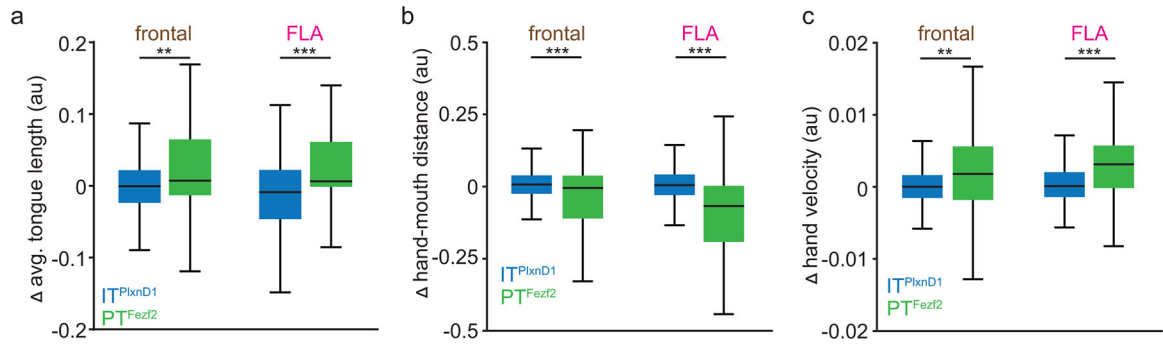 a
frontal
FLA
**
***
Δ avg. tongue length (au)
0.2
0.1
0
-0.1
-0.2
IT^PlxnD1
PT^Fezf2
b
frontal
FLA
***
***
Δ hand-mouth distance (au)
0.5
0.25
0
-0.25
-0.5
IT^PlxnD1
PT^Fezf2
c
frontal
FLA
**
***
Δ hand velocity (au)
0.02
0.01
0
-0.01
-0.02
IT^PlxnD1
PT^Fezf2